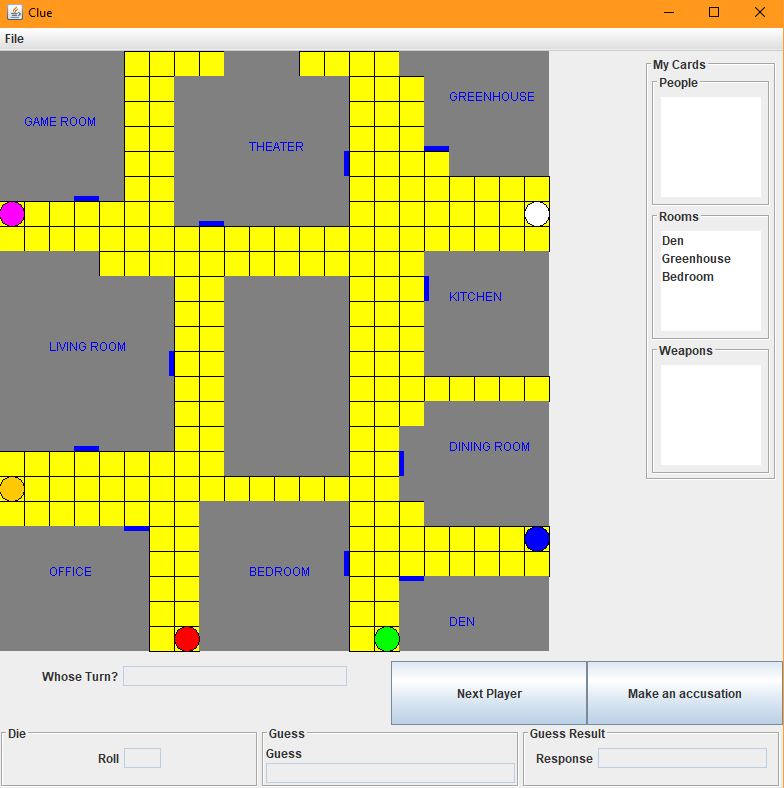 Clue
File
GAME ROOM
THEATER
GREENHOUSE
KITCHEN
LIVING ROOM
DINING ROOM
OFFICE
BEDROOM
DEN
My Cards
People
Rooms
Den
Greenhouse
Bedroom
Weapons
Whose Turn?
Next Player
Make an accusation
Die
Roll
Guess
Guess
Guess Result
Response